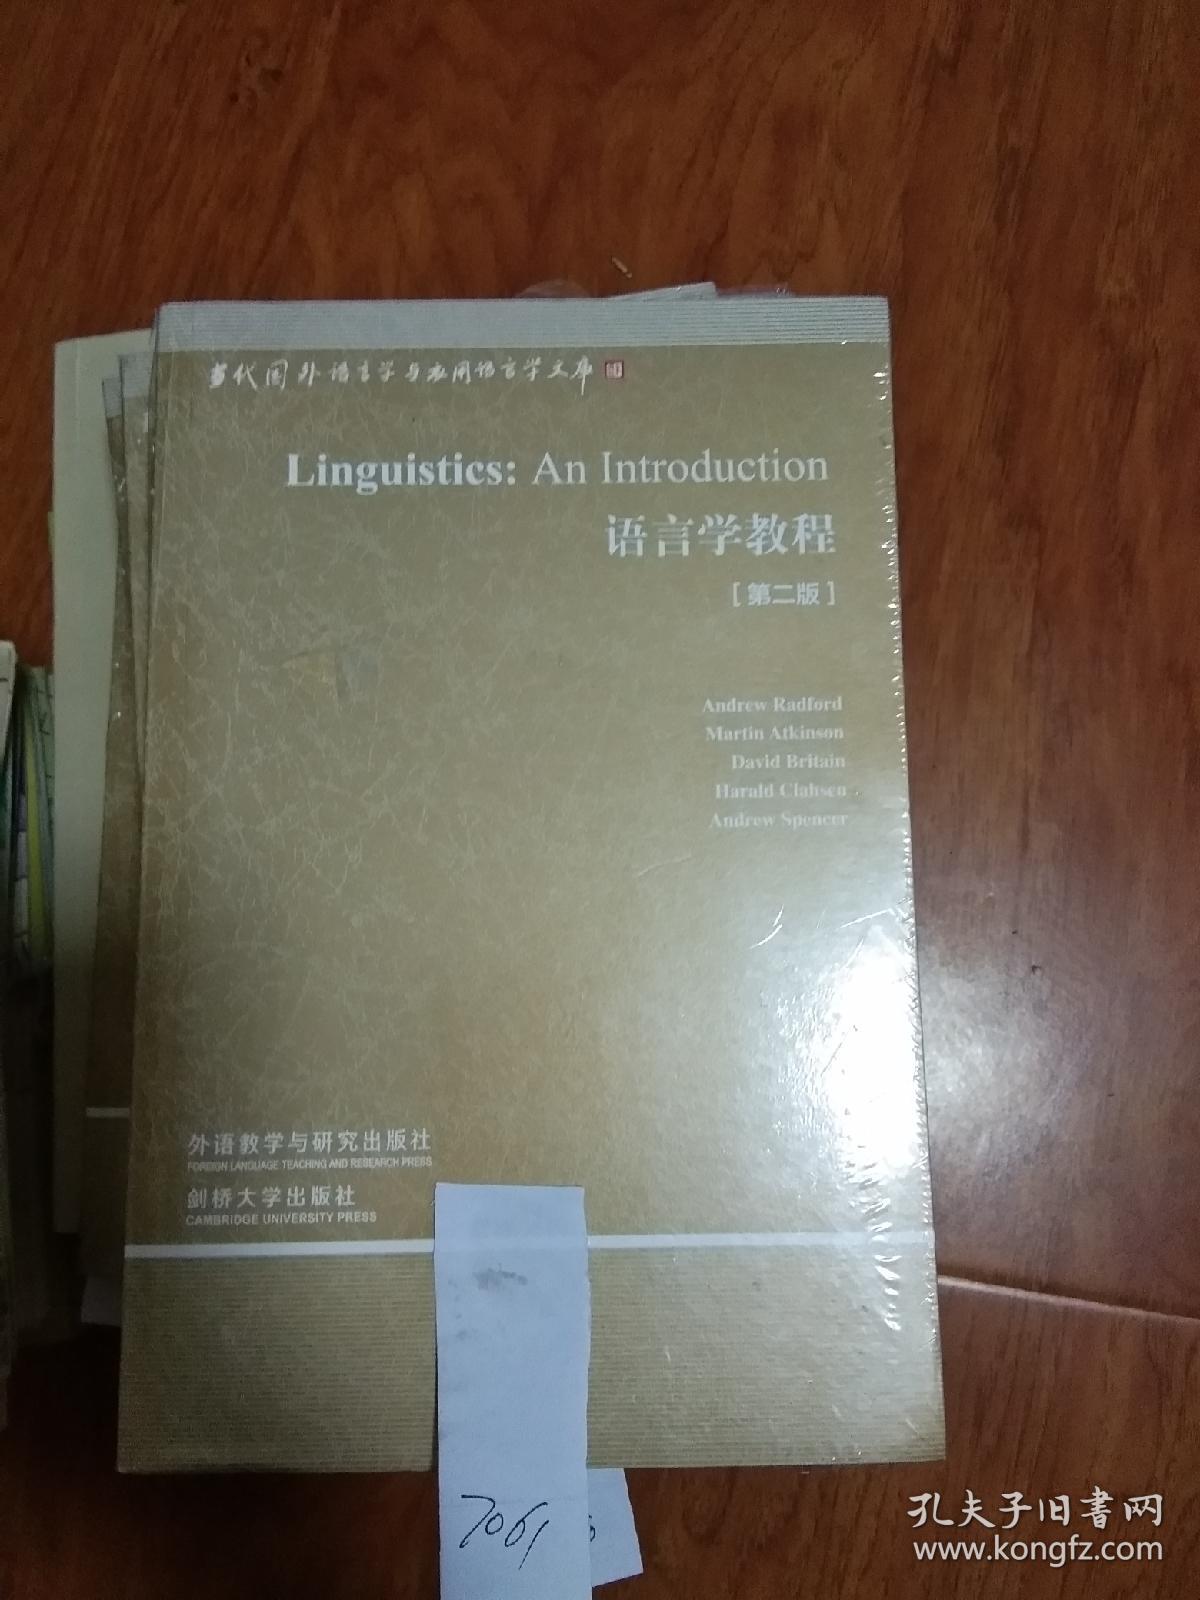 当代国外语言学与应用语言学文库
Linguistics: An Introduction
语言学教程
[第二版]
Andrew Radford
Martin Atkinson
David Britain
Harald Clahsen
Andrew Spencer
外语教学与研究出版社
FOREIGN LANGUAGE TEACHING AND RESEARCH PRESS
剑桥大学出版社
CAMBRIDGE UNIVERSITY PRESS
7061
孔夫子旧书网
www.kongfz.com